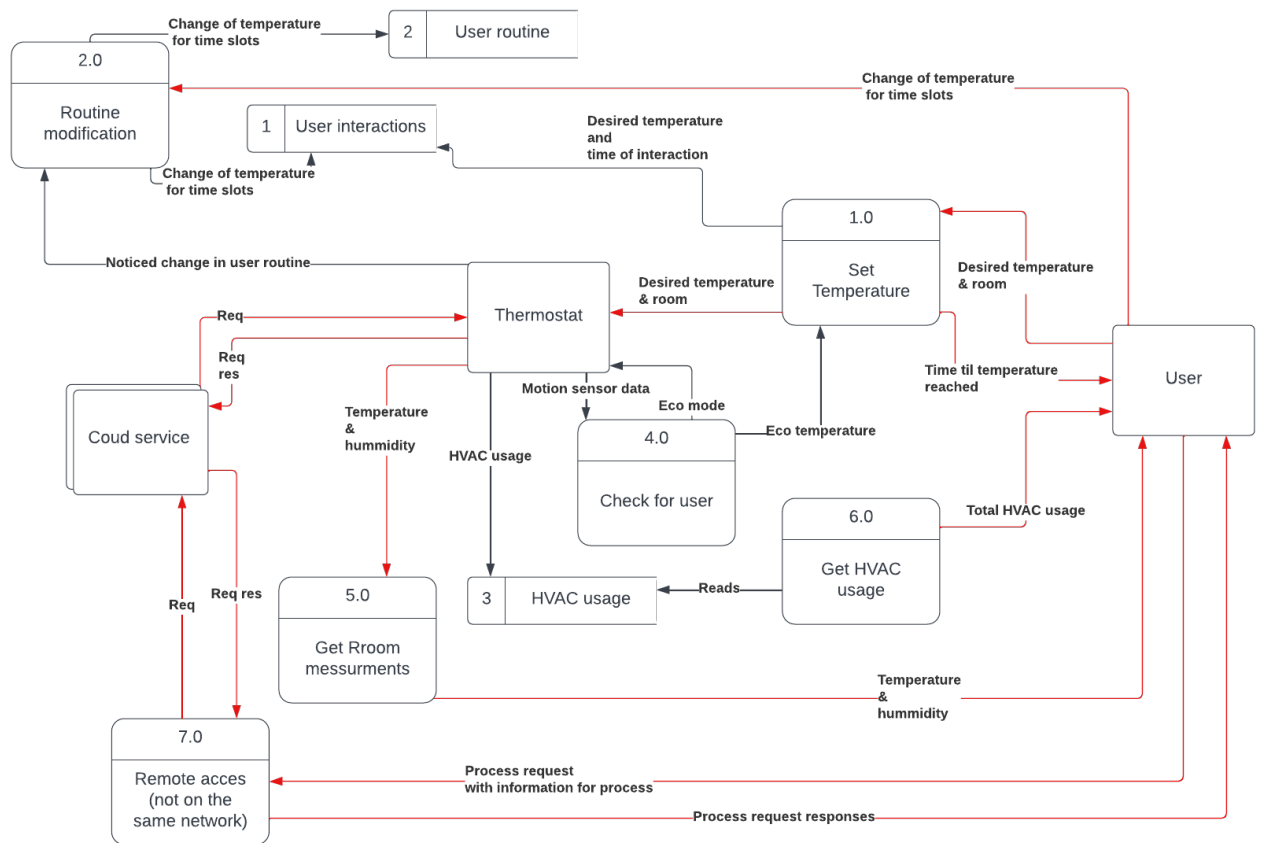 Change of temperature
for time slots
2
User routine
2.0
Routine
modification
Change of temperature
for time slots
1
User interactions
Desired temperature
and
time of interaction
Change of temperature
for time slots
1.0
Set
Temperature
Noticed change in user routine
Desired temperature
& room
Desired temperature
& room
Thermostat
Req
Req
res
User
Time til temperature
reached
Motion sensor data
Eco mode
Temperature
&
hummidity
Coud service
4.0
Check for user
Eco temperature
HVAC usage
6.0
Get HVAC
usage
Total HVAC usage
Req
Req res
5.0
Get Rroom
messurments
3
HVAC usage
Reads
Temperature
&
hummidity
7.0
Remote acces
(not on the
same network)
Process request
with information for process
Process request responses